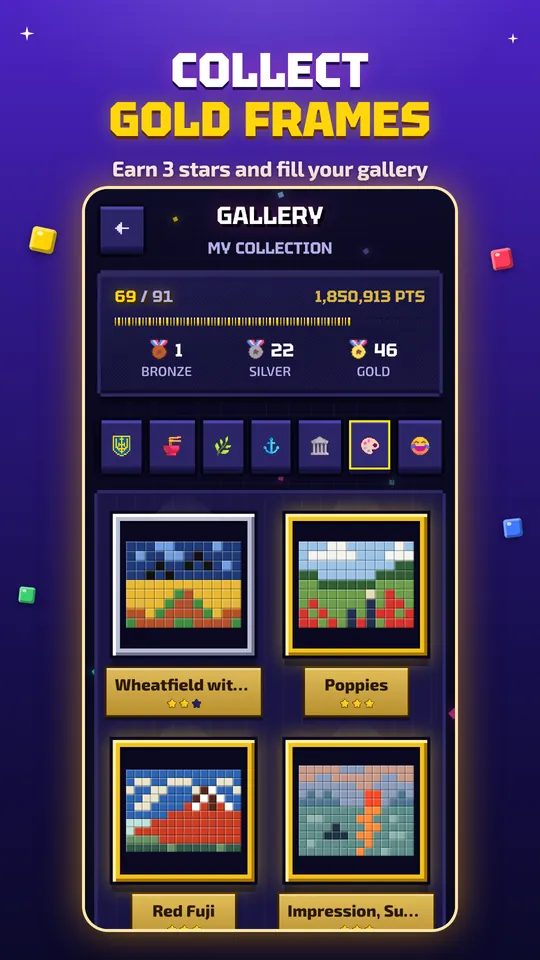 COLLECT
GOLD FRAMES
Earn 3 stars and fill your gallery
GALLERY
MY COLLECTION
69 / 91
1,850,913 PTS
1
22
46
BRONZE
SILVER
GOLD
Wheatfield wit...
Poppies
Red Fuji
Impression, Su...